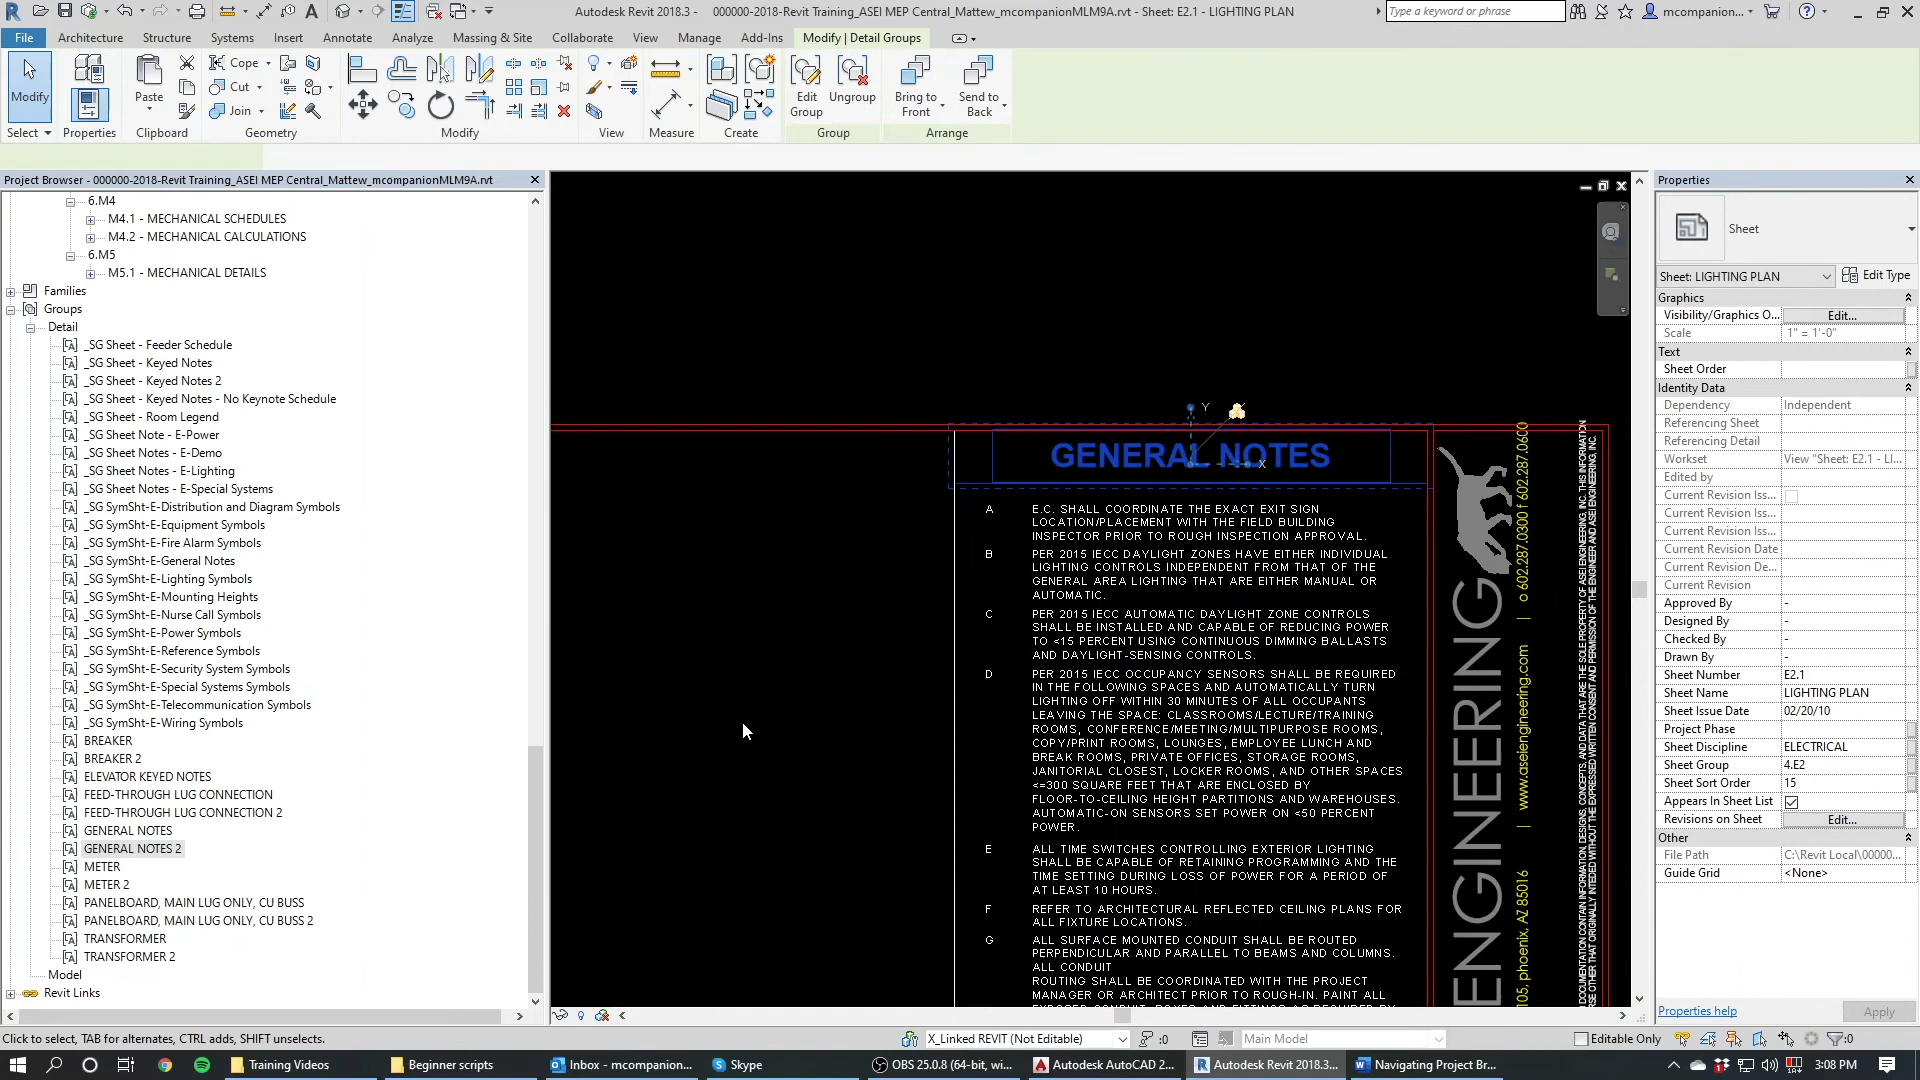 Autodesk Revit 2018.3 - 000000-2018-Revit Training_ASEI MEP Central_Mattew_mcompanionMLM9A.rvt - Sheet: E2.1 - LIGHTING PLAN
Type a keyword or phrase
mcompanion...
File Architecture Structure Systems Insert Annotate Analyze Massing & Site Collaborate View Manage Add-Ins Modify | Detail Groups
Modify
Paste
Cope
Cut
Join
Edit Group
Ungroup
Bring to Front
Send to Back
Select Properties Clipboard Geometry Modify View Measure Create Group Arrange
Project Browser - 000000-2018-Revit Training_ASEI MEP Central_Mattew_mcompanionMLM9A.rvt
6.M4
M4.1 - MECHANICAL SCHEDULES
M4.2 - MECHANICAL CALCULATIONS
6.M5
M5.1 - MECHANICAL DETAILS
Families
Groups
Detail
_SG Sheet - Feeder Schedule
_SG Sheet - Keyed Notes
_SG Sheet - Keyed Notes 2
_SG Sheet - Keyed Notes - No Keynote Schedule
_SG Sheet - Room Legend
_SG Sheet Note - E-Power
_SG Sheet Notes - E-Demo
_SG Sheet Notes - E-Lighting
_SG Sheet Notes - E-Special Systems
_SG SymSht-E-Distribution and Diagram Symbols
_SG SymSht-E-Equipment Symbols
_SG SymSht-E-Fire Alarm Symbols
_SG SymSht-E-General Notes
_SG SymSht-E-Lighting Symbols
_SG SymSht-E-Mounting Heights
_SG SymSht-E-Nurse Call Symbols
_SG SymSht-E-Power Symbols
_SG SymSht-E-Reference Symbols
_SG SymSht-E-Security System Symbols
_SG SymSht-E-Special Systems Symbols
_SG SymSht-E-Telecommunication Symbols
_SG SymSht-E-Wiring Symbols
BREAKER
BREAKER 2
ELEVATOR KEYED NOTES
FEED-THROUGH LUG CONNECTION
FEED-THROUGH LUG CONNECTION 2
GENERAL NOTES
GENERAL NOTES 2
METER
METER 2
PANELBOARD, MAIN LUG ONLY, CU BUSS
PANELBOARD, MAIN LUG ONLY, CU BUSS 2
TRANSFORMER
TRANSFORMER 2
Model
Revit Links
Y
X
GENERAL NOTES
A E.C. SHALL COORDINATE THE EXACT EXIT SIGN
LOCATION/PLACEMENT WITH THE FIELD BUILDING
INSPECTOR PRIOR TO ROUGH INSPECTION APPROVAL.
B PER 2015 IECC DAYLIGHT ZONES HAVE EITHER INDIVIDUAL
LIGHTING CONTROLS INDEPENDENT FROM THAT OF THE
GENERAL AREA LIGHTING THAT ARE EITHER MANUAL OR
AUTOMATIC.
C PER 2015 IECC AUTOMATIC DAYLIGHT ZONE CONTROLS
SHALL BE INSTALLED AND CAPABLE OF REDUCING POWER
TO <15 PERCENT USING CONTINUOUS DIMMING BALLASTS
AND DAYLIGHT-SENSING CONTROLS.
D PER 2015 IECC OCCUPANCY SENSORS SHALL BE REQUIRED
IN THE FOLLOWING SPACES AND AUTOMATICALLY TURN
LIGHTING OFF WITHIN 30 MINUTES OF ALL OCCUPANTS
LEAVING THE SPACE: CLASSROOMS/LECTURE/TRAINING
ROOMS, CONFERENCE/MEETING/MULTIPURPOSE ROOMS,
COPY/PRINT ROOMS, LOUNGES, EMPLOYEE LUNCH AND
BREAK ROOMS, PRIVATE OFFICES, STORAGE ROOMS,
JANITORIAL CLOSEST, LOCKER ROOMS, AND OTHER SPACES
<=300 SQUARE FEET THAT ARE ENCLOSED BY
FLOOR-TO-CEILING HEIGHT PARTITIONS AND WAREHOUSES.
AUTOMATIC-ON SENSORS SET POWER ON <50 PERCENT
POWER.
E ALL TIME SWITCHES CONTROLLING EXTERIOR LIGHTING
SHALL BE CAPABLE OF RETAINING PROGRAMMING AND THE
TIME SETTING DURING LOSS OF POWER FOR A PERIOD OF
AT LEAST 10 HOURS.
F REFER TO ARCHITECTURAL REFLECTED CEILING PLANS FOR
ALL FIXTURE LOCATIONS.
G ALL SURFACE MOUNTED CONDUIT SHALL BE ROUTED
PERPENDICULAR AND PARALLEL TO BEAMS AND COLUMNS.
ALL CONDUIT
ROUTING SHALL BE COORDINATED WITH THE PROJECT
MANAGER OR ARCHITECT PRIOR TO ROUGH-IN. PAINT ALL
ENGINEERING
105, phoenix, AZ 85016 | www.aseiengineering.com | o 602.287.0300 f 602.287.0600
Properties
Sheet
Sheet: LIGHTING PLAN Edit Type
Graphics
Visibility/Graphics O... Edit...
Scale 1" = 1'-0"
Text
Sheet Order
Identity Data
Dependency Independent
Referencing Sheet
Referencing Detail
Workset View "Sheet: E2.1 - LI...
Edited by
Current Revision Iss...
Current Revision Iss...
Current Revision Iss...
Current Revision Date
Current Revision De...
Current Revision
Approved By -
Designed By -
Checked By -
Drawn By -
Sheet Number E2.1
Sheet Name LIGHTING PLAN
Sheet Issue Date 02/20/10
Project Phase
Sheet Discipline ELECTRICAL
Sheet Group 4.E2
Sheet Sort Order 15
Appears In Sheet List
Revisions on Sheet Edit...
Other
File Path C:\Revit Local\00000...
Guide Grid <None>
Properties help Apply
Click to select, TAB for alternates, CTRL adds, SHIFT unselects.
X_Linked REVIT (Not Editable)
:0
Main Model
Editable Only
:0
Training Videos
Beginner scripts
Inbox - mcompanion...
Skype
OBS 25.0.8 (64-bit, wi...
Autodesk AutoCAD 2...
Autodesk Revit 2018.3...
Navigating Project Br...
3:08 PM